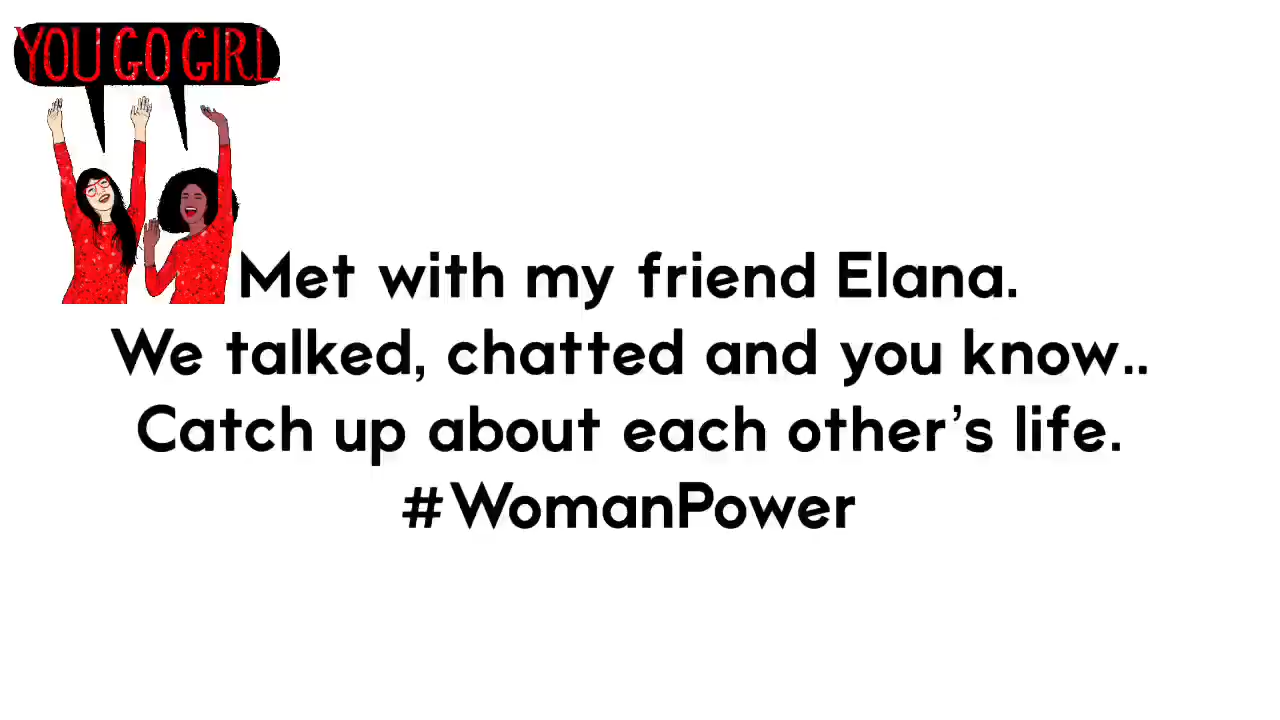 YOU GO GIRL
Met with my friend Elana.
We talked, chatted and you know..
Catch up about each other’s life.
#WomanPower